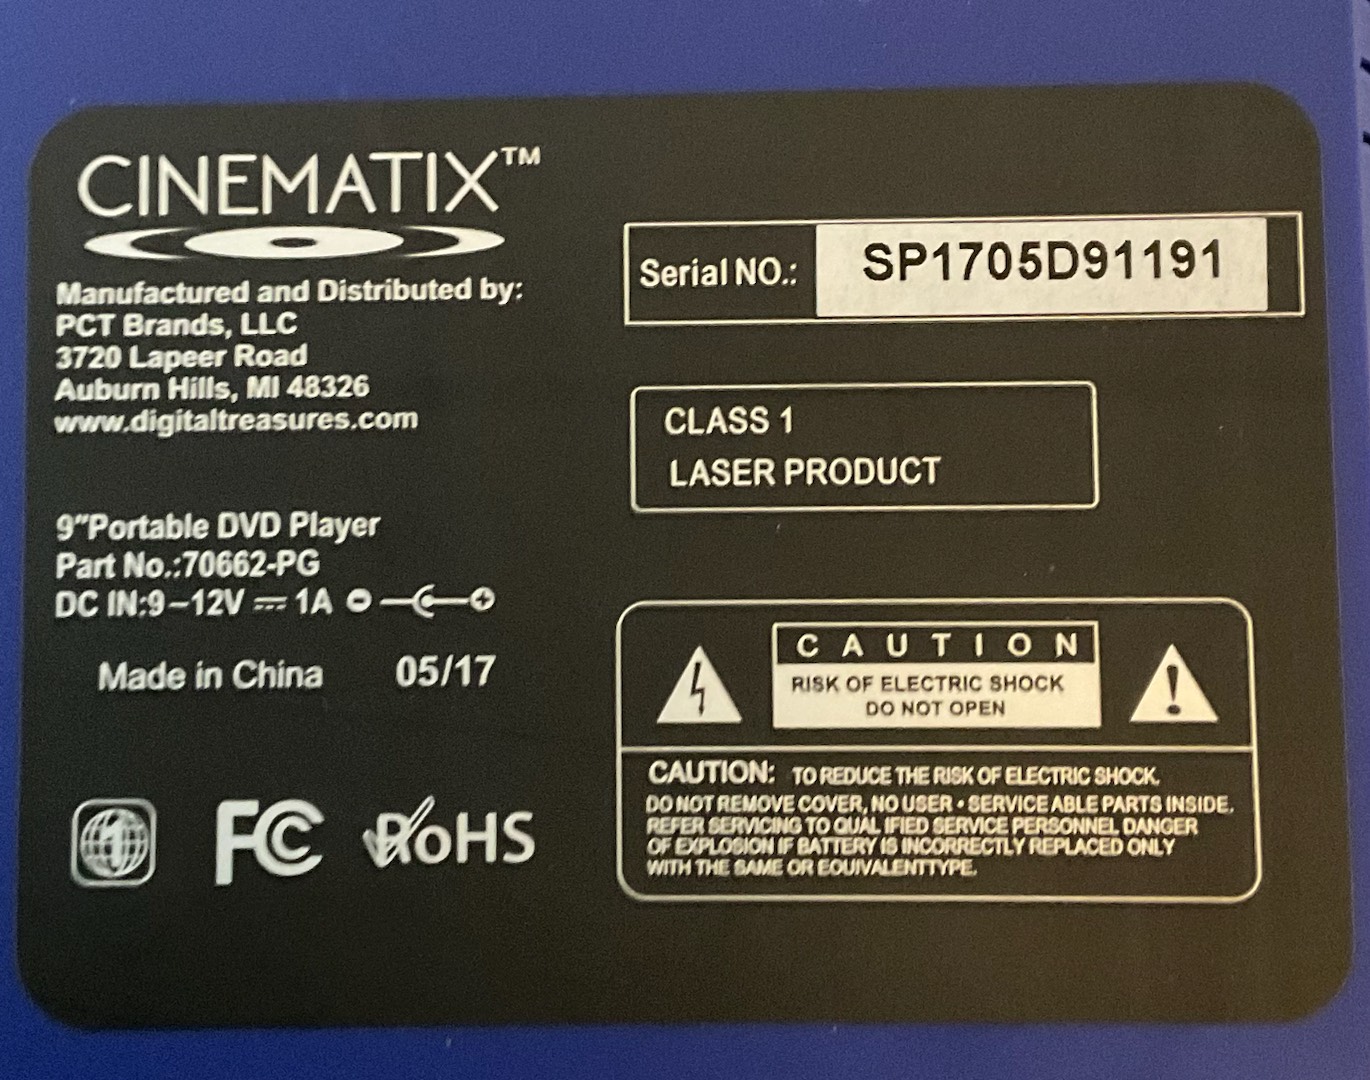 CINEMATIX™
Manufactured and Distributed by:
PCT Brands, LLC
3720 Lapeer Road
Auburn Hills, MI 48326
www.digitaltreasures.com
9"Portable DVD Player
Part No.:70662-PG
DC IN:9-12V ⎓ 1A
Made in China 05/17
1
FC
RoHS
Serial NO.: SP1705D91191
CLASS 1
LASER PRODUCT
CAUTION
RISK OF ELECTRIC SHOCK
DO NOT OPEN
CAUTION: TO REDUCE THE RISK OF ELECTRIC SHOCK,
DO NOT REMOVE COVER, NO USER • SERVICE ABLE PARTS INSIDE.
REFER SERVICING TO QUAL IFIED SERVICE PERSONNEL DANGER
OF EXPLOSION IF BATTERY IS INCORRECTLY REPLACED ONLY
WITH THE SAME OR EOUIVALENTTYPE.